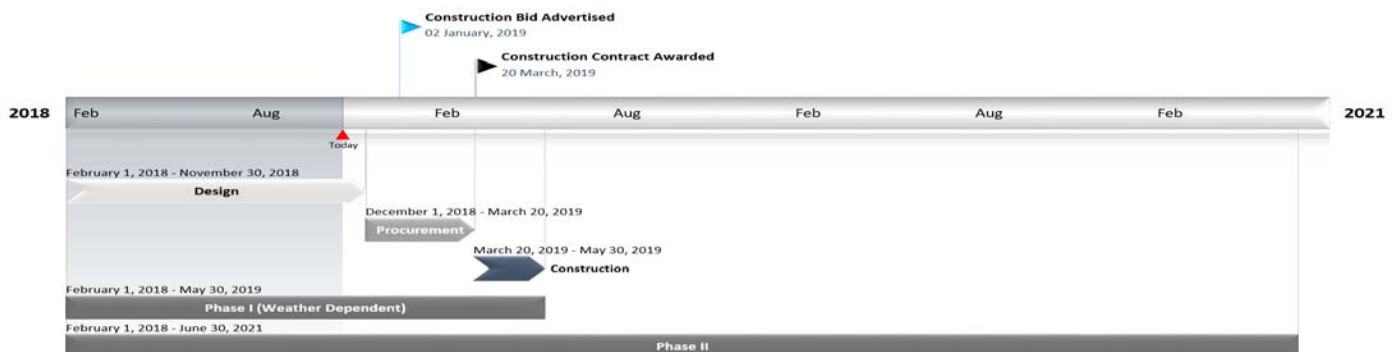 Construction Bid Advertised
02 January, 2019
Construction Contract Awarded
20 March, 2019
2018 Feb Aug Feb Aug Feb Aug Feb 2021
Today
February 1, 2018 - November 30, 2018
Design
December 1, 2018 - March 20, 2019
Procurement
March 20, 2019 - May 30, 2019
Construction
February 1, 2018 - May 30, 2019
Phase I (Weather Dependent)
February 1, 2018 - June 30, 2021
Phase II